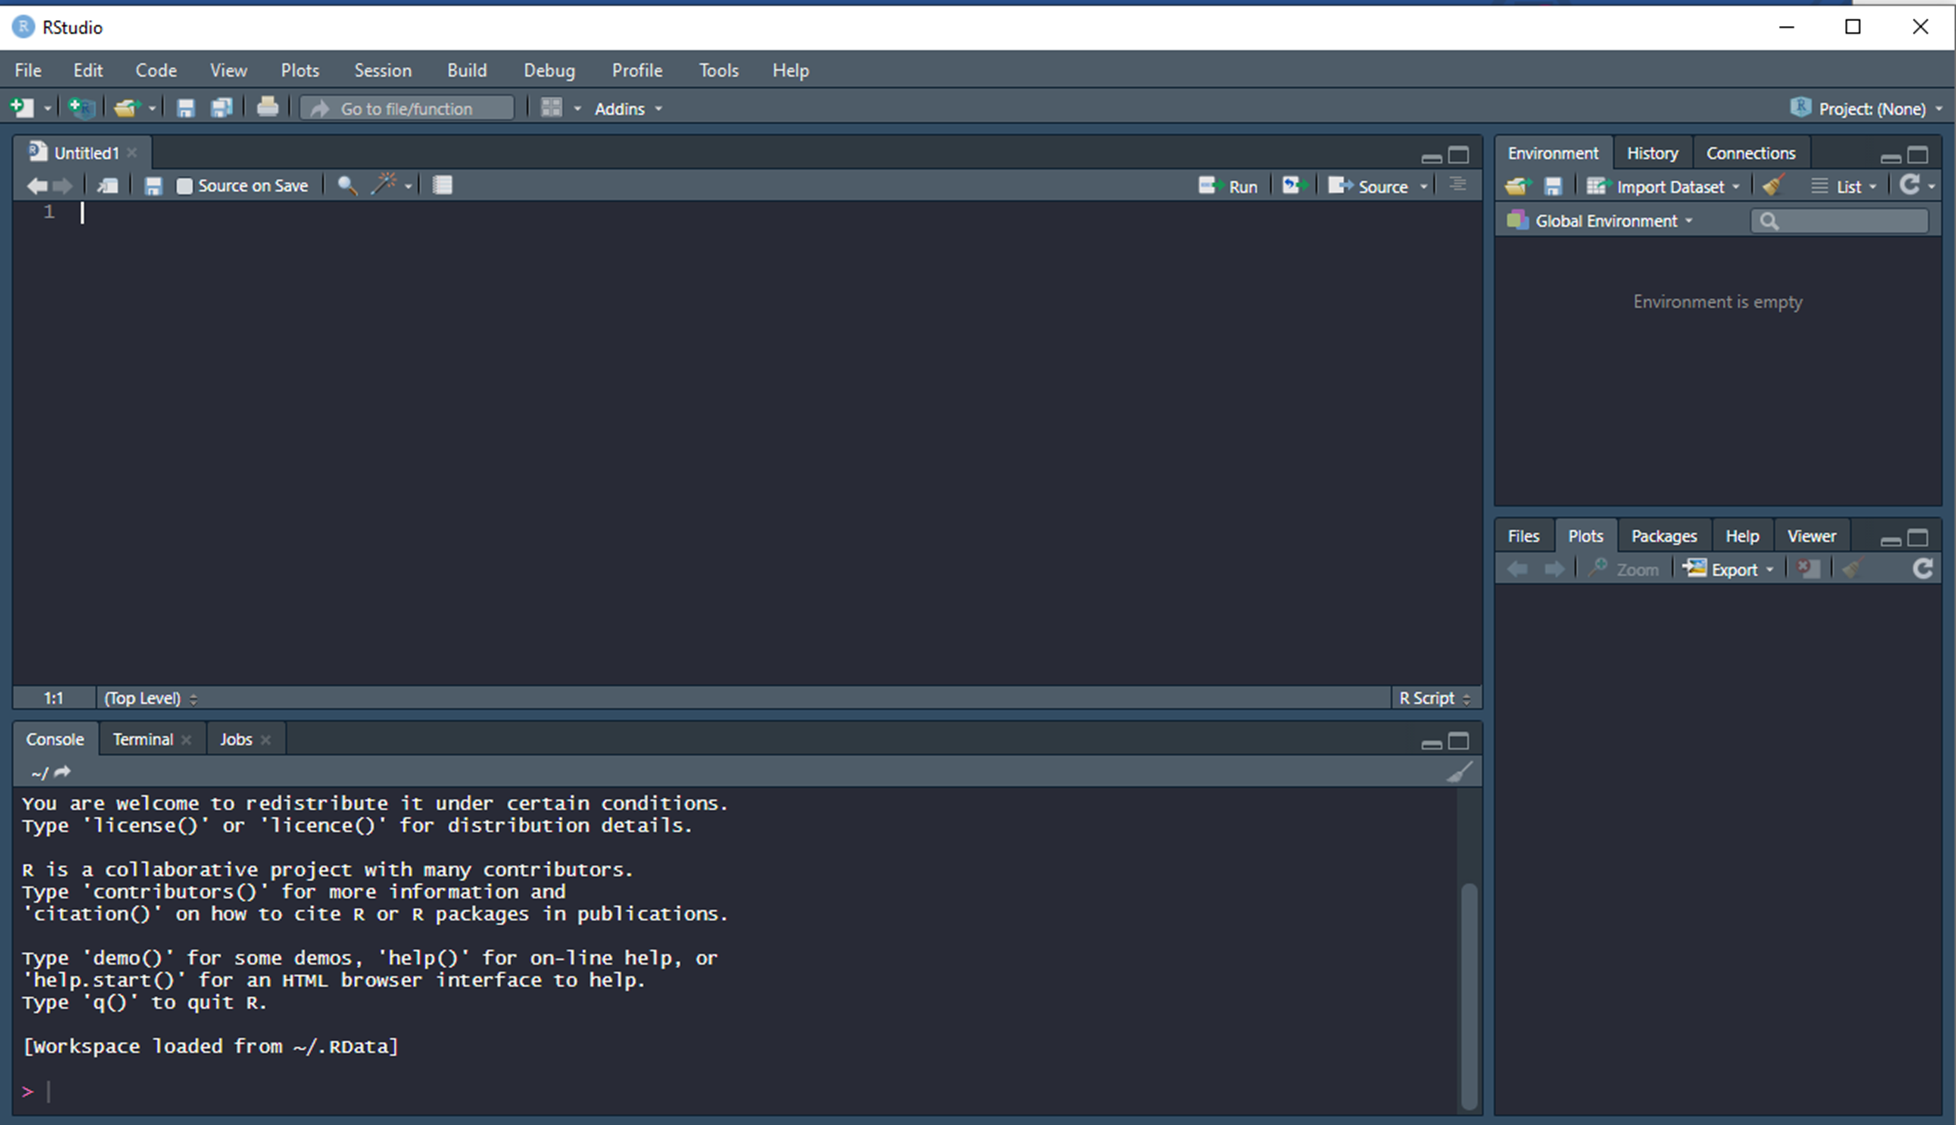 RStudio
File Edit Code View Plots Session Build Debug Profile Tools Help
Go to file/function Addins Project: (None)
Untitled1
Source on Save Run Source
1
1:1 (Top Level) R Script
Console Terminal Jobs
~/
You are welcome to redistribute it under certain conditions.
Type 'license()' or 'licence()' for distribution details.
R is a collaborative project with many contributors.
Type 'contributors()' for more information and
'citation()' on how to cite R or R packages in publications.
Type 'demo()' for some demos, 'help()' for on-line help, or
'help.start()' for an HTML browser interface to help.
Type 'q()' to quit R.
[Workspace loaded from ~/.RData]
>
Environment History Connections
Import Dataset List
Global Environment
Environment is empty
Files Plots Packages Help Viewer
Zoom Export